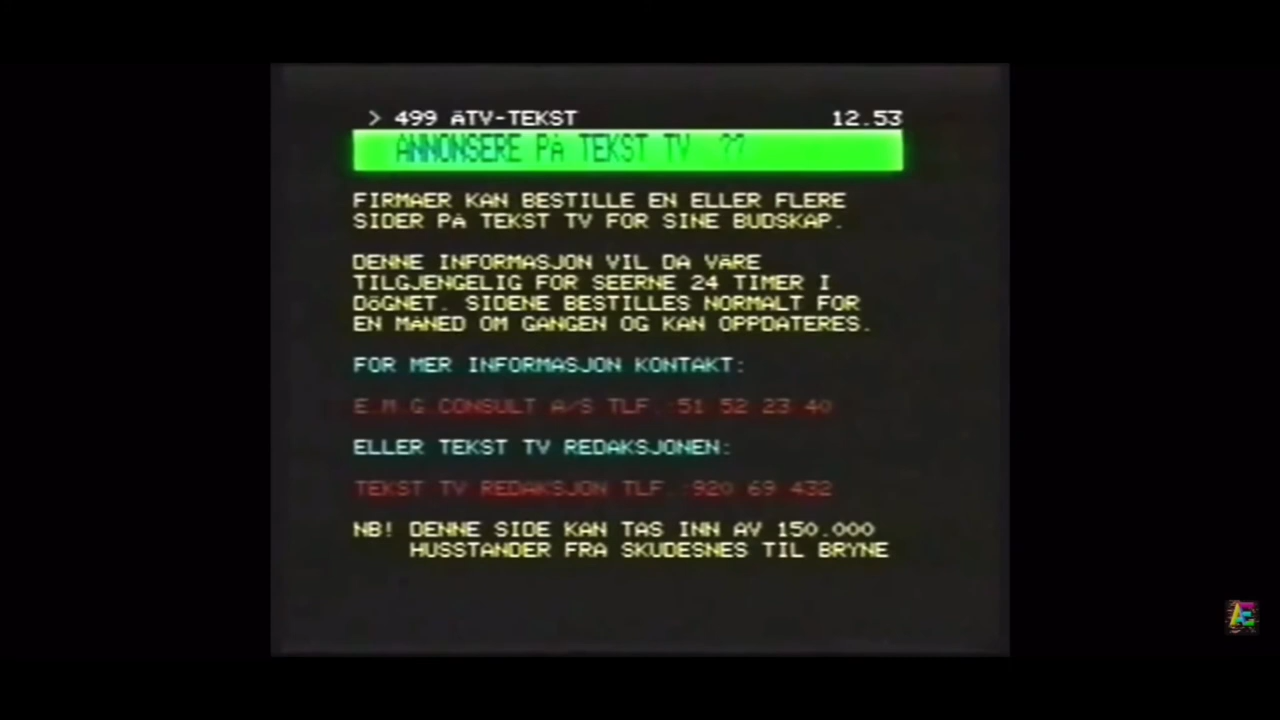 > 499 ÄTV-TEKST 12.53
ANNONSERE PÅ TEKST TV ??
FIRMAER KAN BESTILLE EN ELLER FLERE
SIDER PÅ TEKST TV FOR SINE BUDSKAP.
DENNE INFORMASJON VIL DA VÄRE
TILGJENGELIG FOR SEERNE 24 TIMER I
DÖGNET. SIDENE BESTILLES NORMALT FOR
EN MÅNED OM GANGEN OG KAN OPPDATERES.
FOR MER INFORMASJON KONTAKT:
E.M.G.CONSULT A/S TLF.:51 52 23 40
ELLER TEKST TV REDAKSJONEN:
TEKST TV REDAKSJON TLF.:920 69 432
NB! DENNE SIDE KAN TAS INN AV 150.000
HUSSTANDER FRA SKUDESNES TIL BRYNE
Æ